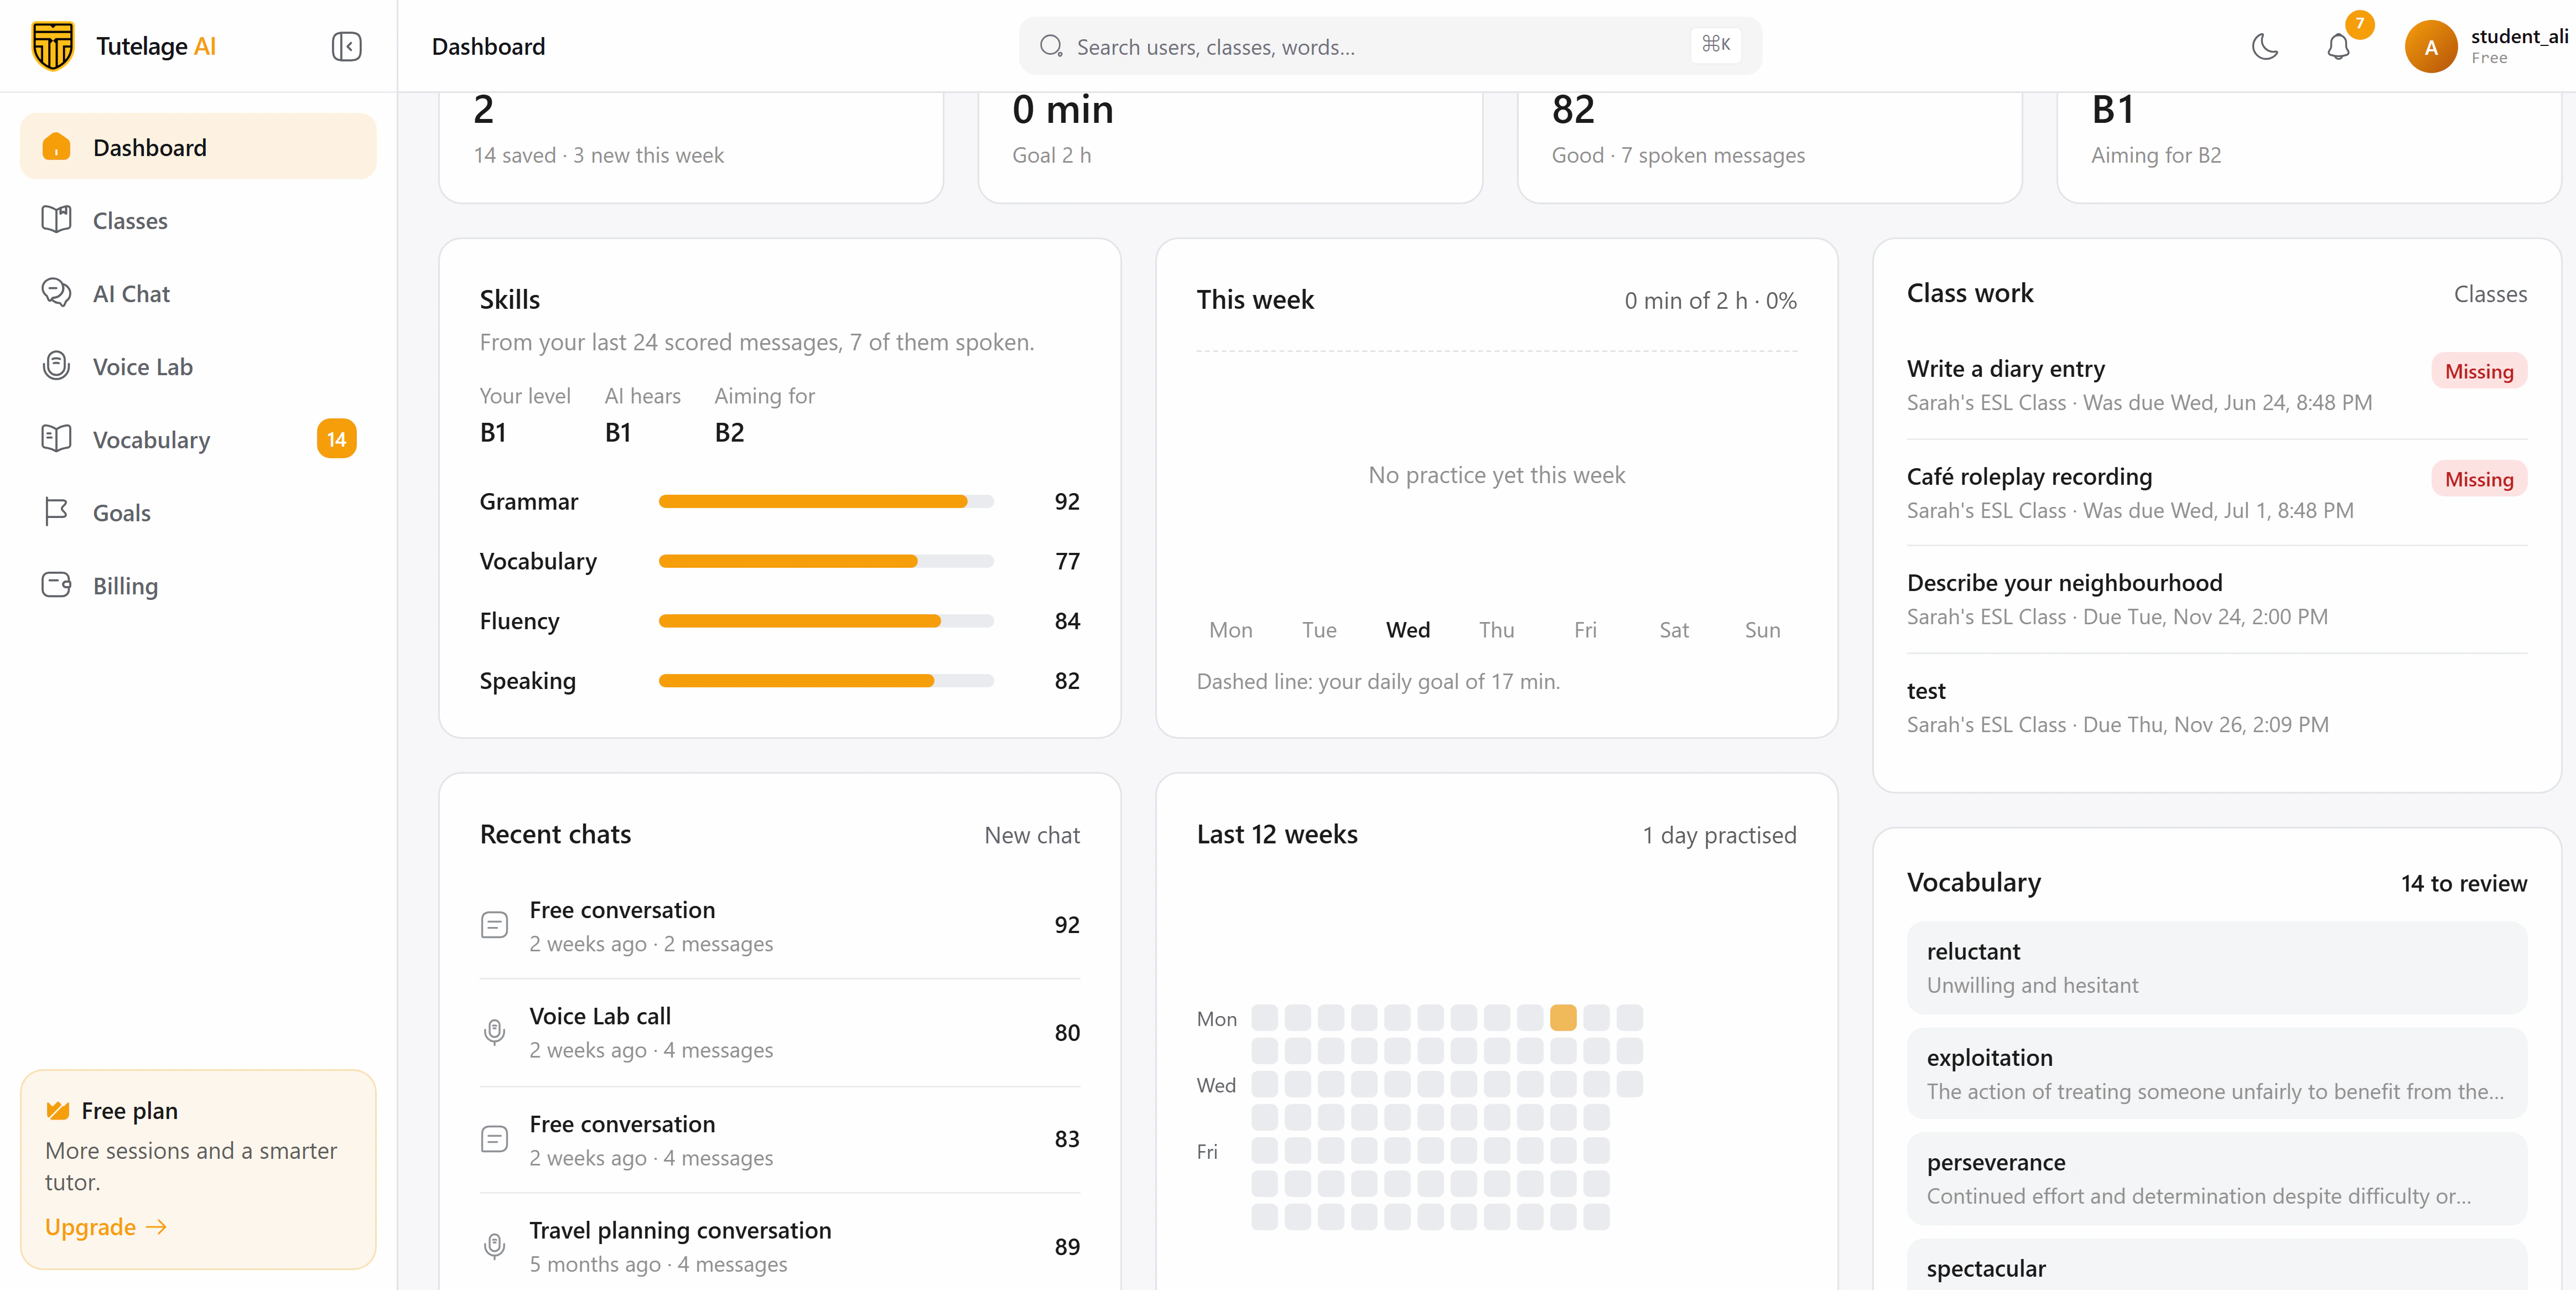 Tutelage AI
Dashboard
Search users, classes, words...
⌘K
7
A
student_ali
Free
Dashboard
Classes
AI Chat
Voice Lab
Vocabulary
14
Goals
Billing
Free plan
More sessions and a smarter
tutor.
Upgrade →
2
14 saved · 3 new this week
0 min
Goal 2 h
82
Good · 7 spoken messages
B1
Aiming for B2
Skills
From your last 24 scored messages, 7 of them spoken.
Your level AI hears Aiming for
B1 B1 B2
Grammar 92
Vocabulary 77
Fluency 84
Speaking 82
This week 0 min of 2 h · 0%
No practice yet this week
Mon Tue Wed Thu Fri Sat Sun
Dashed line: your daily goal of 17 min.
Class work Classes
Write a diary entry Missing
Sarah's ESL Class · Was due Wed, Jun 24, 8:48 PM
Café roleplay recording Missing
Sarah's ESL Class · Was due Wed, Jul 1, 8:48 PM
Describe your neighbourhood
Sarah's ESL Class · Due Tue, Nov 24, 2:00 PM
test
Sarah's ESL Class · Due Thu, Nov 26, 2:09 PM
Recent chats New chat
Free conversation 92
2 weeks ago · 2 messages
Voice Lab call 80
2 weeks ago · 4 messages
Free conversation 83
2 weeks ago · 4 messages
Travel planning conversation 89
5 months ago · 4 messages
Last 12 weeks 1 day practised
Mon
Wed
Fri
Vocabulary 14 to review
reluctant
Unwilling and hesitant
exploitation
The action of treating someone unfairly to benefit from the...
perseverance
Continued effort and determination despite difficulty or...
spectacular